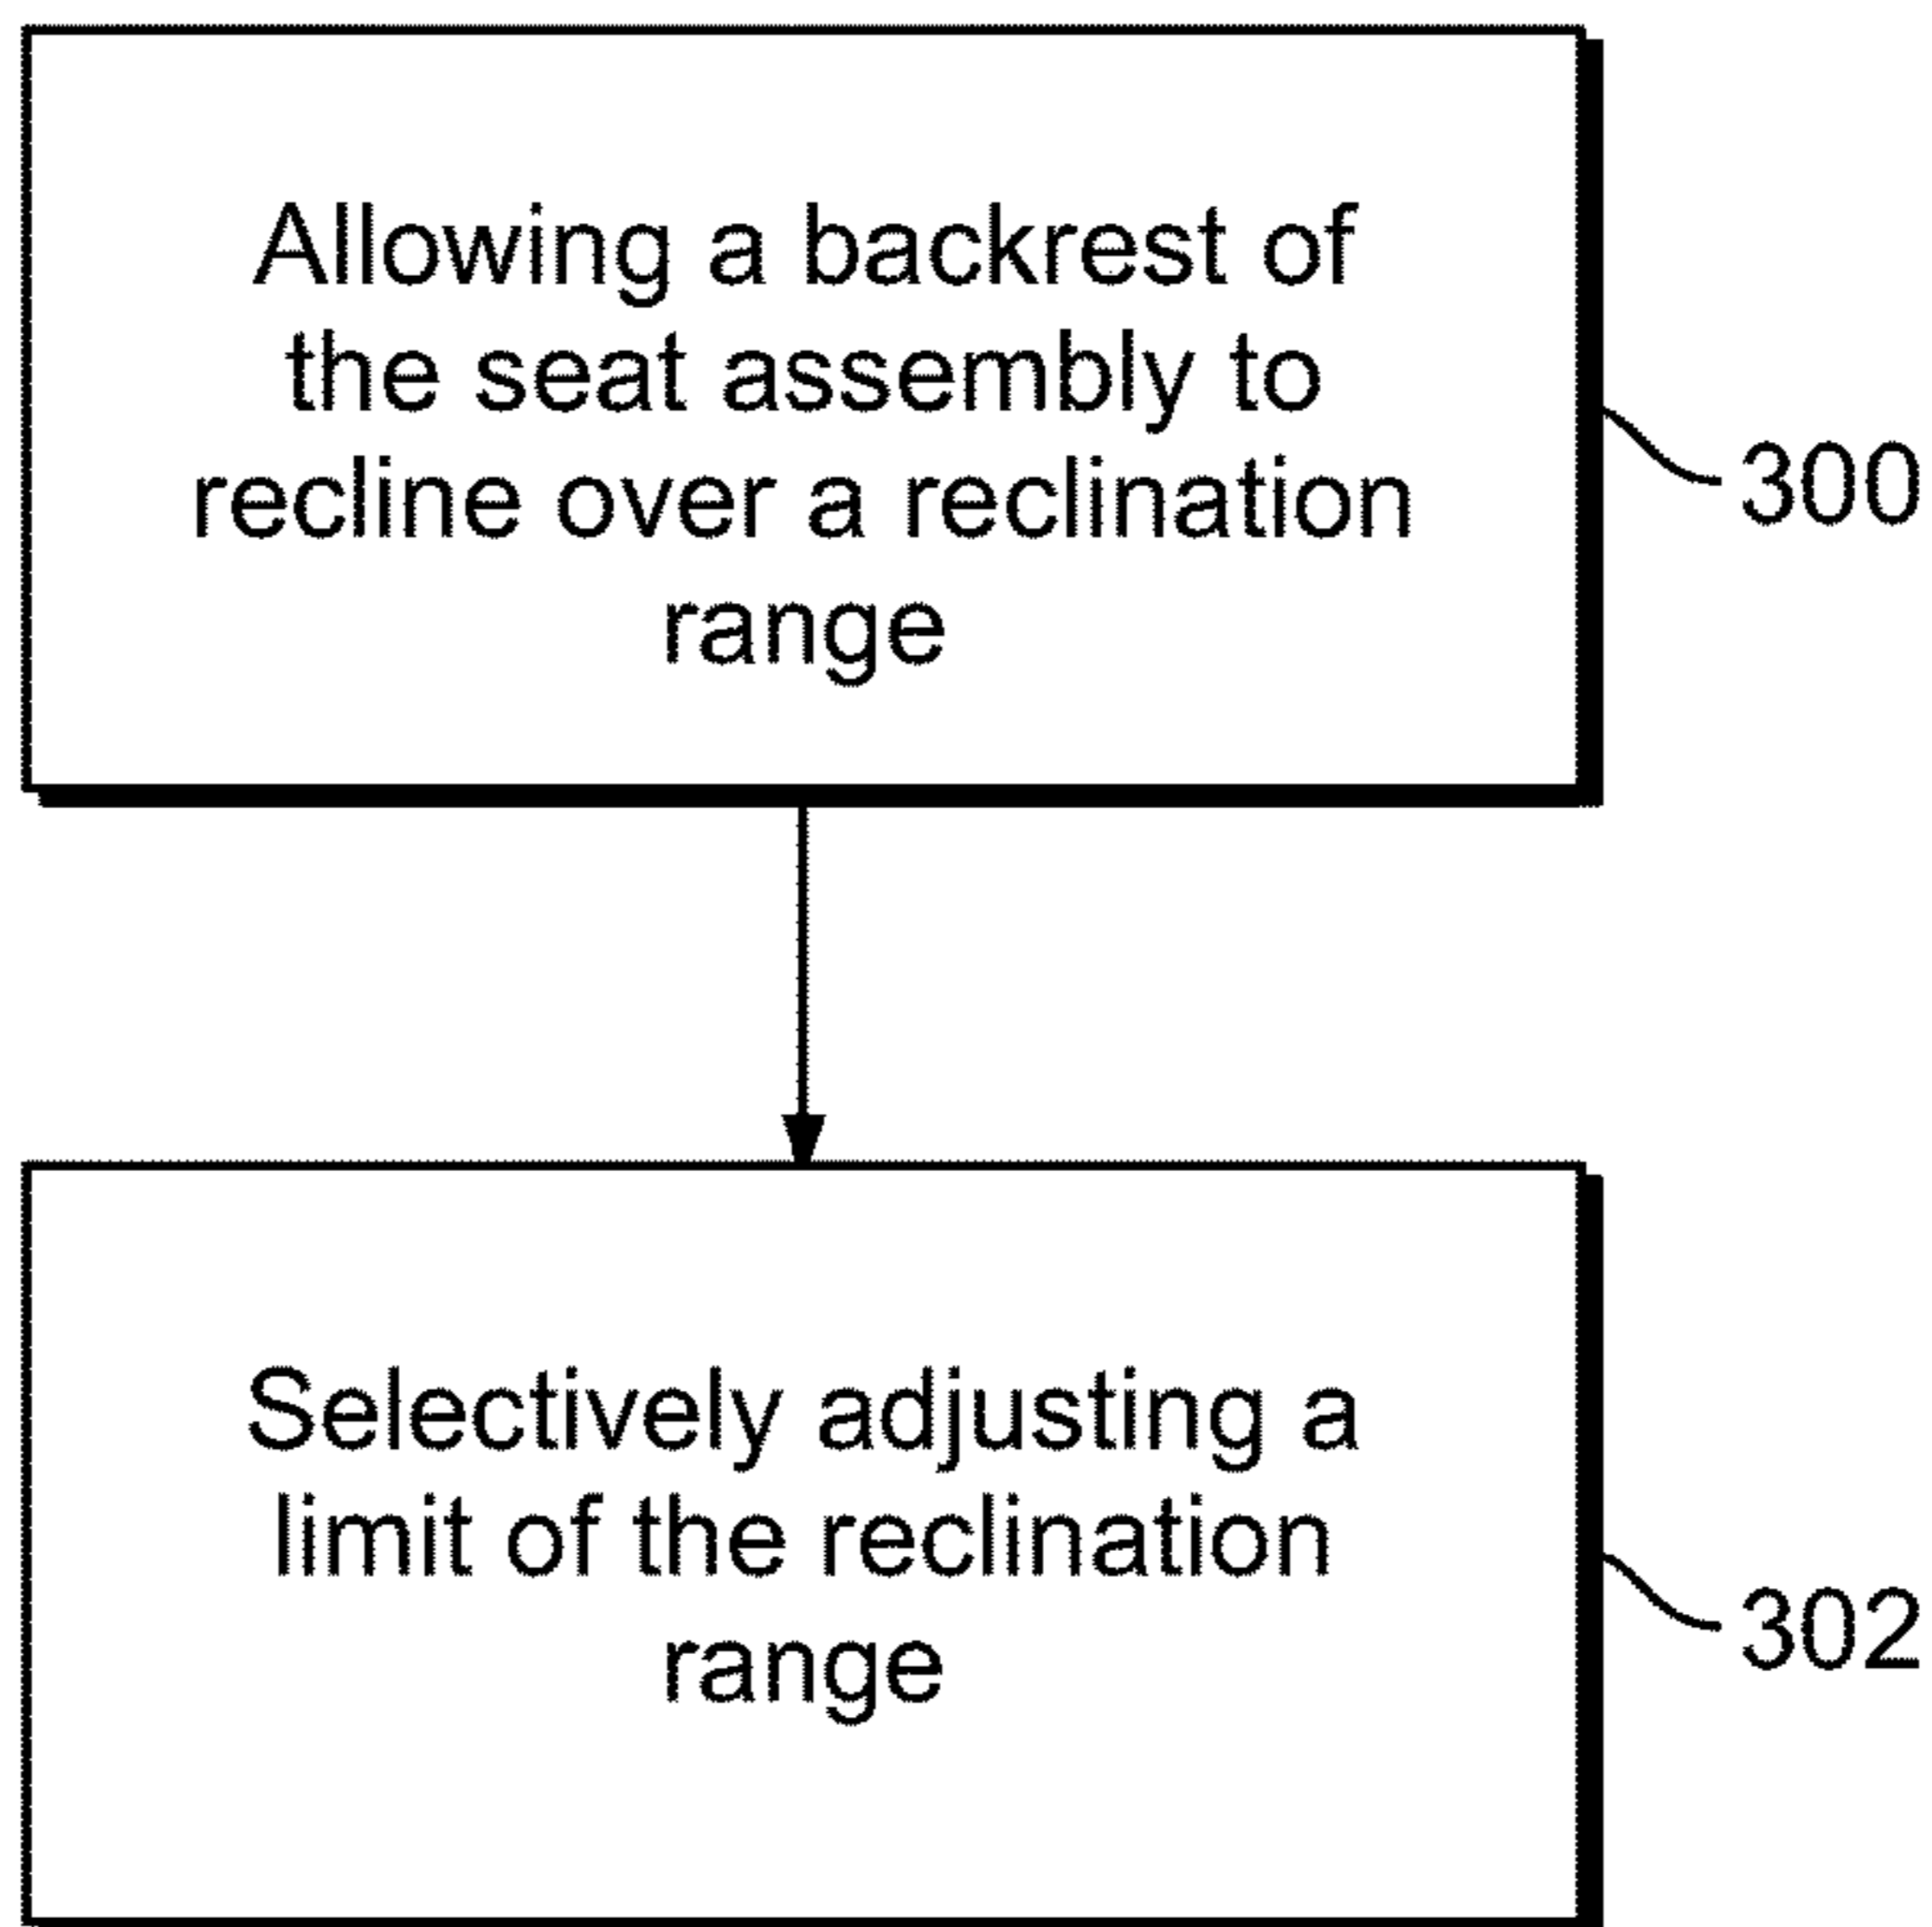 Allowing a backrest of
the seat assembly to
recline over a reclination
range
300
Selectively adjusting a
limit of the reclination
range
302